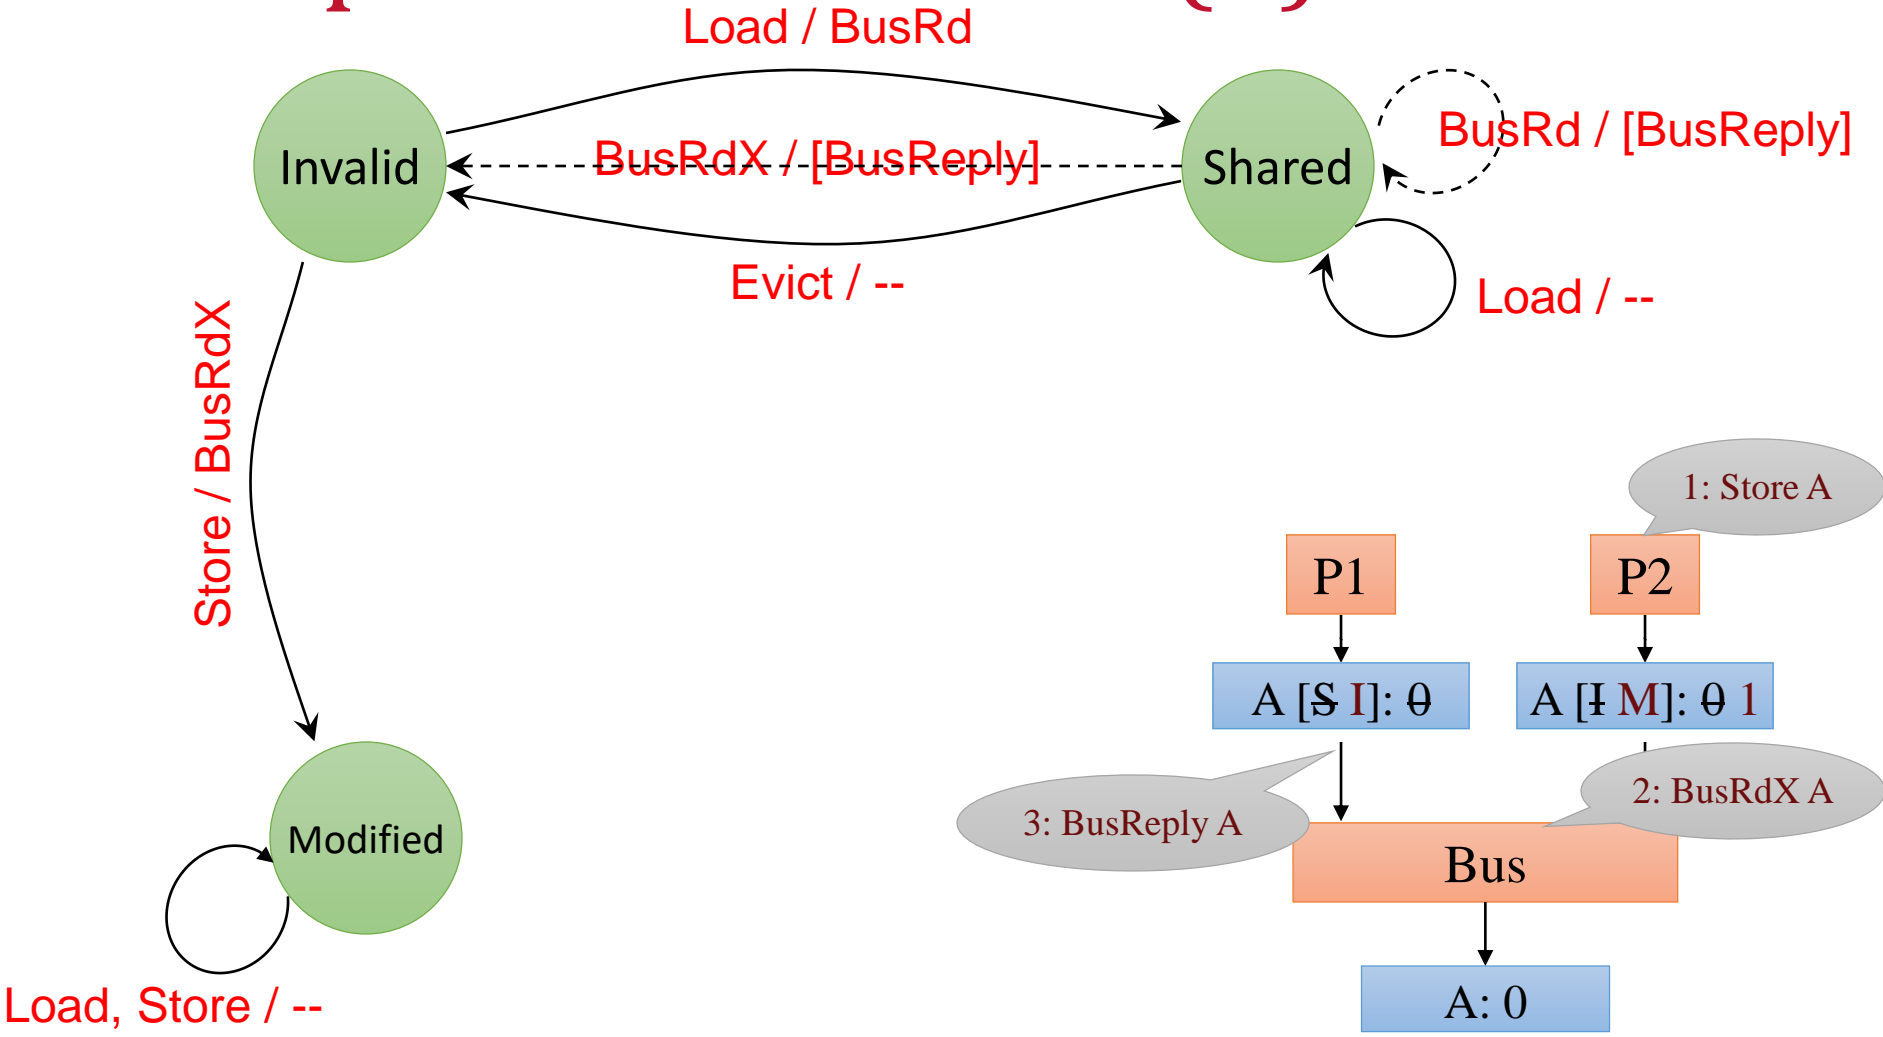 Load / BusRd
Invalid
BusRdX / [BusReply]
Shared
BusRd / [BusReply]
Evict / --
Load / --
Store / BusRdX
1: Store A
P1
P2
A [S I]: 0
A [I M]: 0 1
Modified
2: BusRdX A
3: BusReply A
Bus
Load, Store / --
A: 0